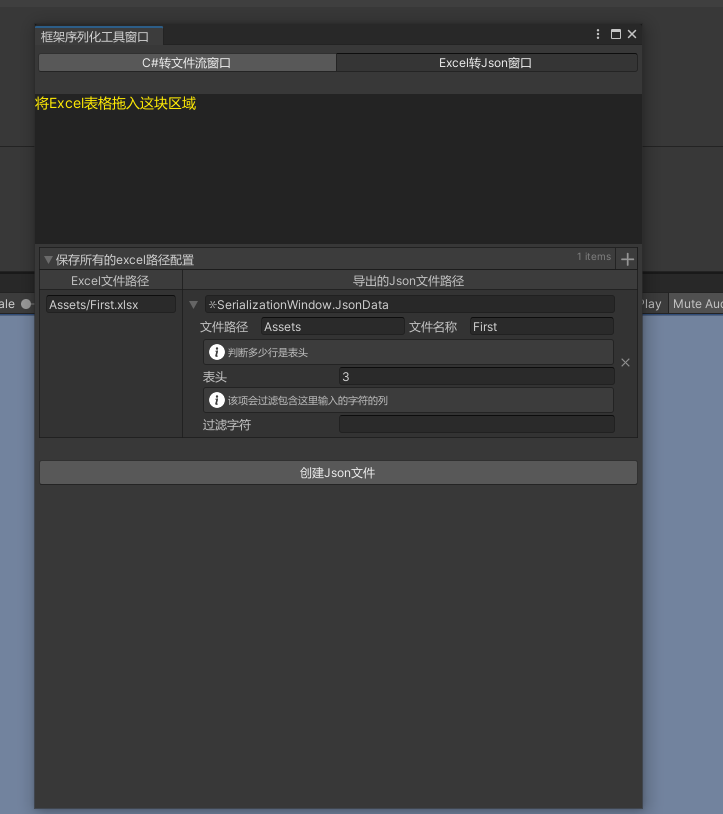 框架序列化工具窗口
C#转文件流窗口 Excel转Json窗口
将Excel表格拖入这块区域
保存所有的excel路径配置 1 items
Excel文件路径 导出的Json文件路径
Assets/First.xlsx SerializationWindow.JsonData
文件路径 Assets 文件名称 First
判断多少行是表头
表头 3
该项会过滤包含这里输入的字符的列
过滤字符
创建Json文件
ale Play Mute Aud